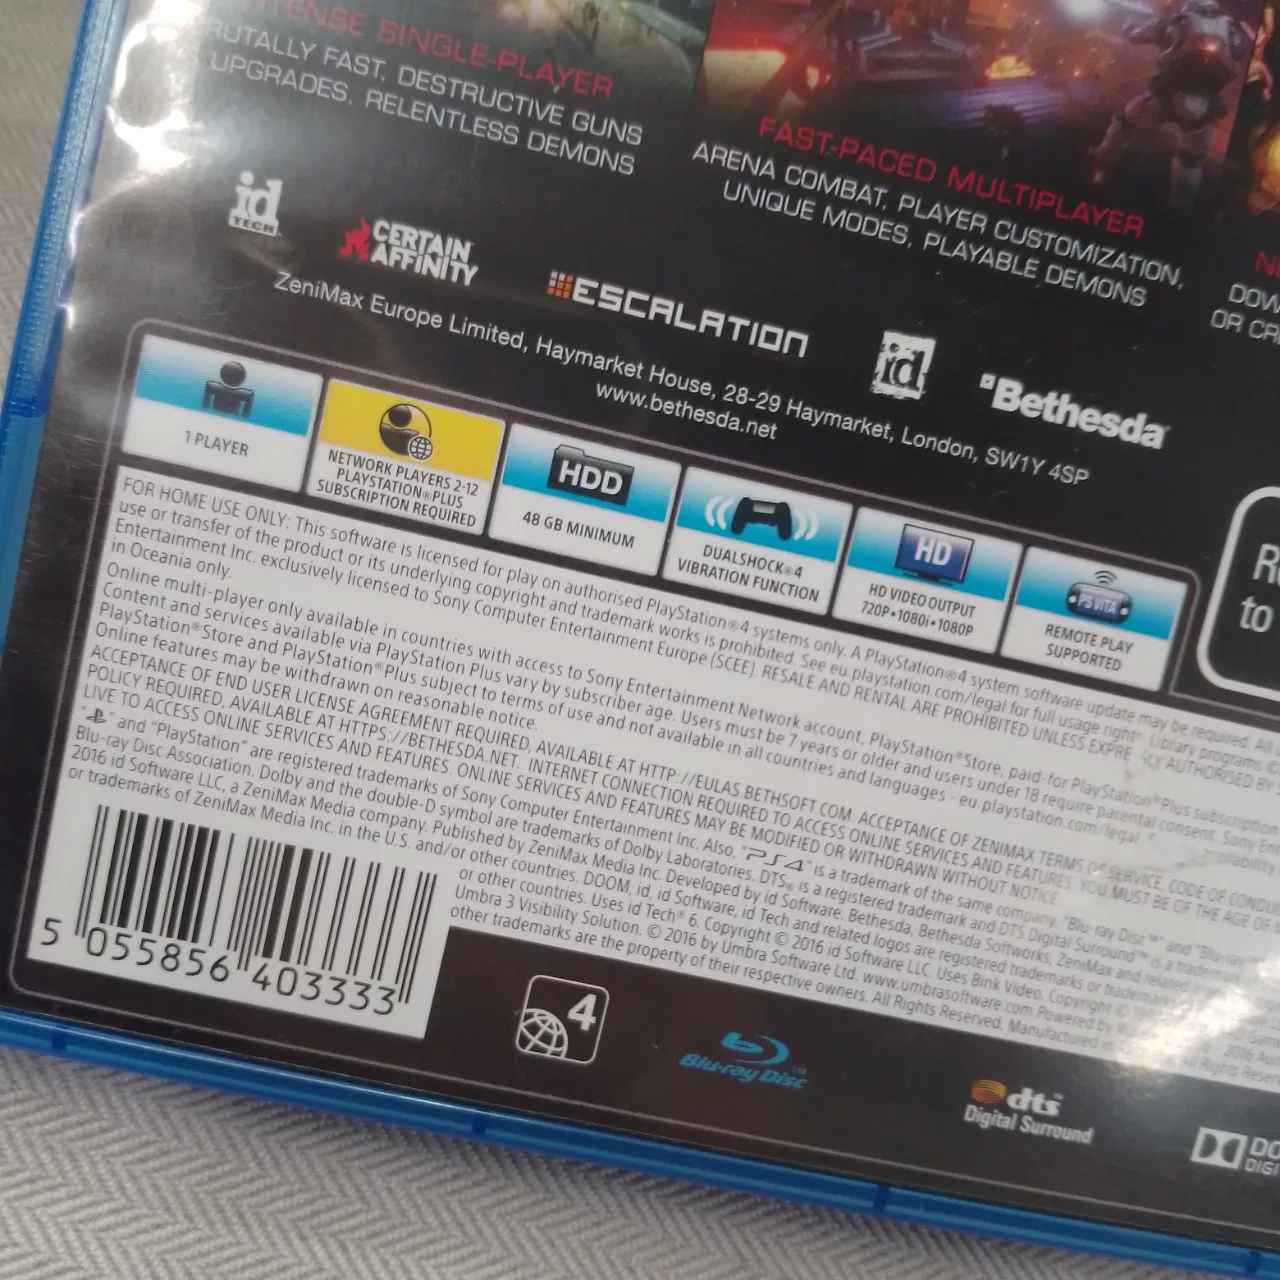 INTENSE SINGLE-PLAYER
BRUTALLY FAST, DESTRUCTIVE GUNS
UPGRADES, RELENTLESS DEMONS
FAST-PACED MULTIPLAYER
ARENA COMBAT, PLAYER CUSTOMIZATION,
UNIQUE MODES, PLAYABLE DEMONS
OR
id
TECH
CERTAIN
AFFINITY
ESCALATION
id
Bethesda
ZeniMax Europe Limited, Haymarket House, 28-29 Haymarket, London, SW1Y 4SP
www.bethesda.net
to
1 PLAYER
NETWORK PLAYERS 2-12
PLAYSTATION®PLUS
SUBSCRIPTION REQUIRED
HDD
48 GB MINIMUM
DUALSHOCK®4
VIBRATION FUNCTION
HD
HD VIDEO OUTPUT
720P•1080i•1080P
PS VITA
REMOTE PLAY
SUPPORTED
FOR HOME USE ONLY: This software is licensed for play on authorised PlayStation®4 systems only. A PlayStation®4 system software update may be required. All
use or transfer of the product or its underlying copyright and trademark works is prohibited. See eu.playstation.com/legal for full usage right Library programs ©
Entertainment Inc. exclusively licensed to Sony Computer Entertainment Europe (SCEE). RESALE AND RENTAL ARE PROHIBITED UNLESS AUTHORISED BY
in Oceania only.
Online multi-player only available in countries with access to Sony Entertainment Network account, PlayStation®Store, paid-for PlayStation®Plus subscription
Content and services available via PlayStation Plus vary by subscriber age. Users must be 7 years or older and users under 18 require parental consent. Sony
PlayStation®Store and PlayStation®Plus subject to terms of use and not available in all countries and languages - eu.playstation.com/legal
Online features may be withdrawn on reasonable notice.
ACCEPTANCE OF END USER LICENSE AGREEMENT REQUIRED, AVAILABLE AT HTTP://EULAS.BETHSOFT.COM. ACCEPTANCE OF ZENIMAX TERMS OF SERVICE, CODE OF
POLICY REQUIRED, AVAILABLE AT HTTPS://BETHESDA.NET. INTERNET CONNECTION REQUIRED TO ACCESS ONLINE SERVICES AND FEATURES. YOU MUST BE OF THE AGE OF
LIVE TO ACCESS ONLINE SERVICES AND FEATURES. ONLINE SERVICES AND FEATURES MAY BE MODIFIED OR WITHDRAWN WITHOUT NOTICE.
" " and "PlayStation" are registered trademarks of Sony Computer Entertainment Inc. Also, "PS4" is a trademark of the same company. "Blu-ray Disc™" and
Blu-ray Disc Association. Dolby and the double-D symbol are trademarks of Dolby Laboratories. DTS® is a registered trademark and DTS Digital Surround™ is a
2016 id Software LLC, a ZeniMax Media company. Published by ZeniMax Media Inc. Developed by id Software. Bethesda, Bethesda Softworks, ZeniMax and related
or trademarks of ZeniMax Media Inc. in the U.S. and/or other countries. DOOM, id, id Software, id Tech and related logos are registered trademarks or
or other countries. Uses id Tech® 6. Copyright © 2016 id Software LLC. Uses Bink Video. Copyright ©
Umbra 3 Visibility Solution. © 2016 by Umbra Software Ltd. www.umbrasoftware.com Powered by
other trademarks are the property of their respective owners. All Rights Reserved. Manufactured in
5 055856 403333
4
Blu-ray Disc™
dts
Digital Surround